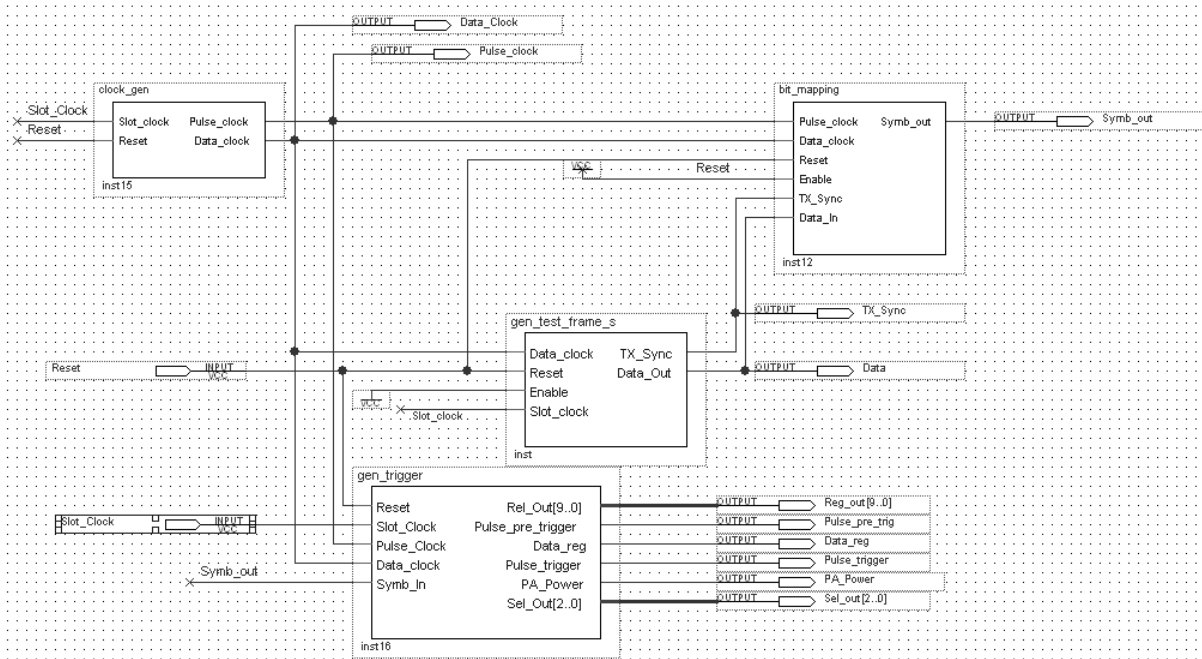 OUTPUT Data_Clock
OUTPUT Pulse_clock
clock_gen
Slot_Clock
Reset
Slot_clock Pulse_clock
Reset Data_clock
inst15
bit_mapping
Pulse_clock Symb_out
Data_clock
Reset
Enable
TX_Sync
Data_In
inst12
OUTPUT Symb_out
VCC
Reset
gen_test_frame_s
Data_clock TX_Sync
Reset Data_Out
Enable
Slot_clock
inst
OUTPUT TX_Sync
OUTPUT Data
Reset INPUT
VCC
VCC
Slot_clock
gen_trigger
Reset Rel_Out[9..0]
Slot_Clock Pulse_pre_trigger
Pulse_Clock Data_reg
Data_clock Pulse_trigger
Symb_In PA_Power
Sel_Out[2..0]
inst16
Slot_Clock INPUT
VCC
Symb_out
OUTPUT Reg_out[9..0]
OUTPUT Pulse_pre_trig
OUTPUT Data_reg
OUTPUT Pulse_trigger
OUTPUT PA_Power
OUTPUT Sel_out[2..0]